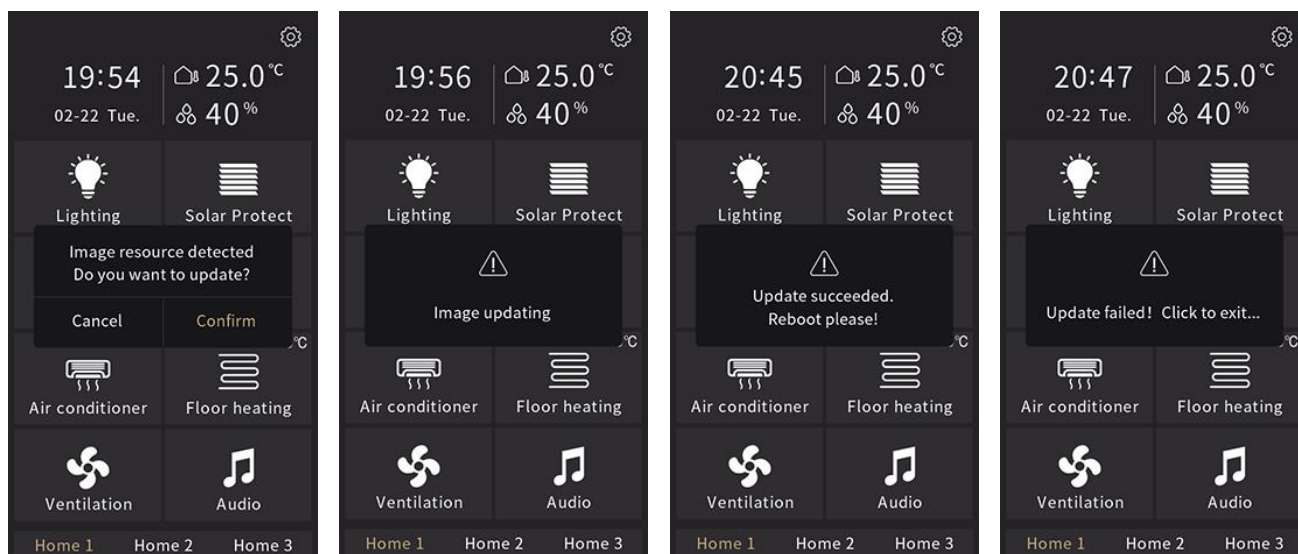 19:54
25.0℃
02-22 Tue.
40%
Lighting
Solar Protect
Image resource detected
Do you want to update?
Cancel
Confirm
℃
Air conditioner
Floor heating
Ventilation
Audio
Home 1
Home 2
Home 3
19:56
25.0℃
02-22 Tue.
40%
Lighting
Solar Protect
Image updating
℃
Air conditioner
Floor heating
Ventilation
Audio
Home 1
Home 2
Home 3
20:45
25.0℃
02-22 Tue.
40%
Lighting
Solar Protect
Update succeeded.
Reboot please!
℃
Air conditioner
Floor heating
Ventilation
Audio
Home 1
Home 2
Home 3
20:47
25.0℃
02-22 Tue.
40%
Lighting
Solar Protect
Update failed! Click to exit...
℃
Air conditioner
Floor heating
Ventilation
Audio
Home 1
Home 2
Home 3